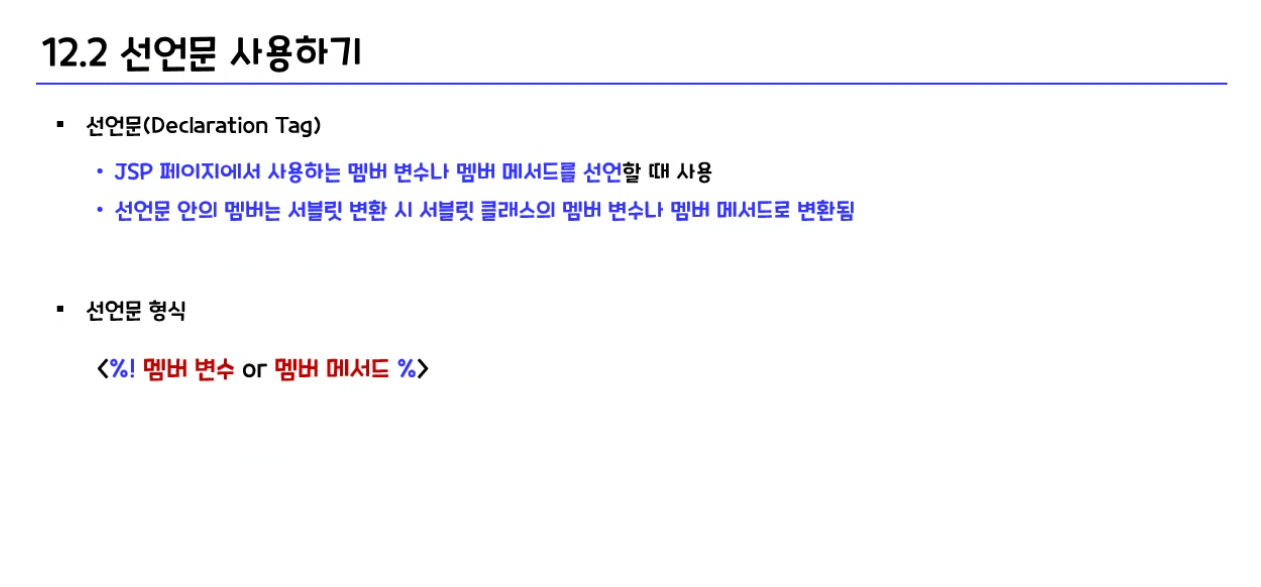 12.2 선언문 사용하기
▪ 선언문(Declaration Tag)
• JSP 페이지에서 사용하는 멤버 변수나 멤버 메서드를 선언할 때 사용
• 선언문 안의 멤버는 서블릿 변환 시 서블릿 클래스의 멤버 변수나 멤버 메서드로 변환됨
▪ 선언문 형식
<%! 멤버 변수 or 멤버 메서드 %>